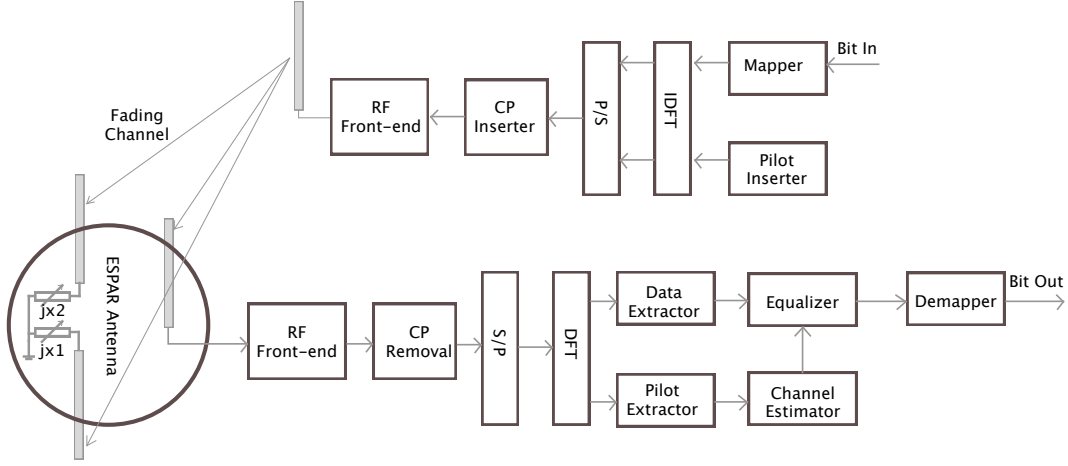 Bit In
Mapper
IDFT
P/S
CP
Inserter
RF
Front-end
Pilot
Inserter
Fading
Channel
ESPAR Antenna
jx2
jx1
RF
Front-end
CP
Removal
S/P
DFT
Data
Extractor
Equalizer
Demapper
Bit Out
Pilot
Extractor
Channel
Estimator